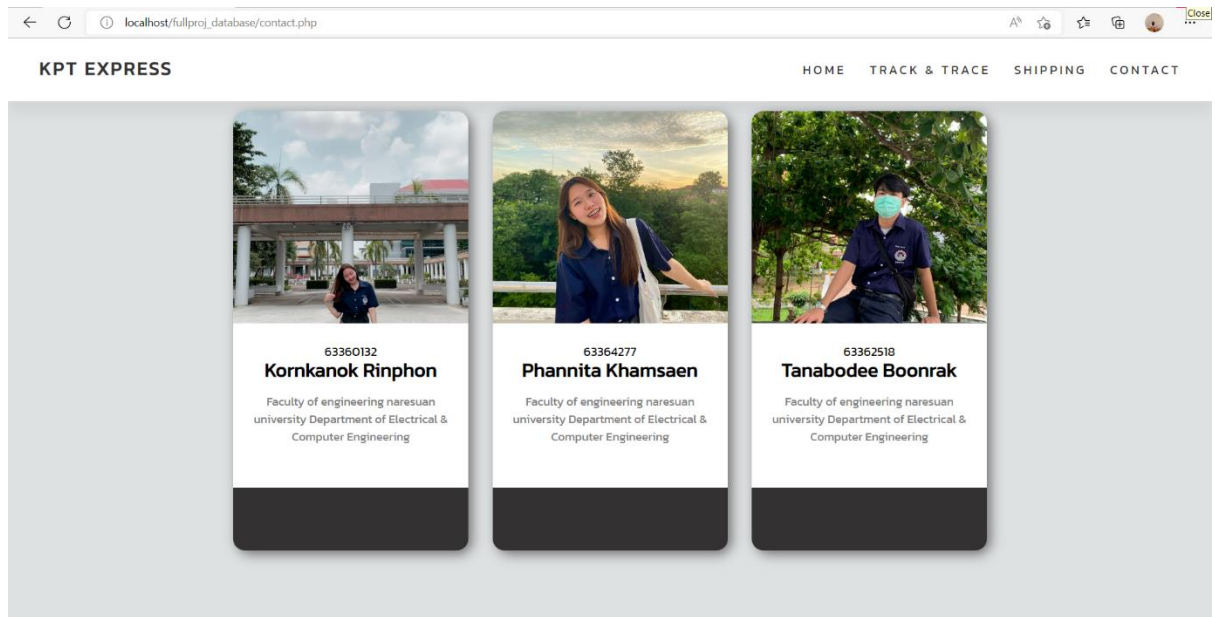 localhost/fullproj_database/contact.php
Close
KPT EXPRESS
HOME TRACK & TRACE SHIPPING CONTACT
63360132
Kornkanok Rinphon
Faculty of engineering naresuan
university Department of Electrical &
Computer Engineering
63364277
Phannita Khamsaen
Faculty of engineering naresuan
university Department of Electrical &
Computer Engineering
63362518
Tanabodee Boonrak
Faculty of engineering naresuan
university Department of Electrical &
Computer Engineering